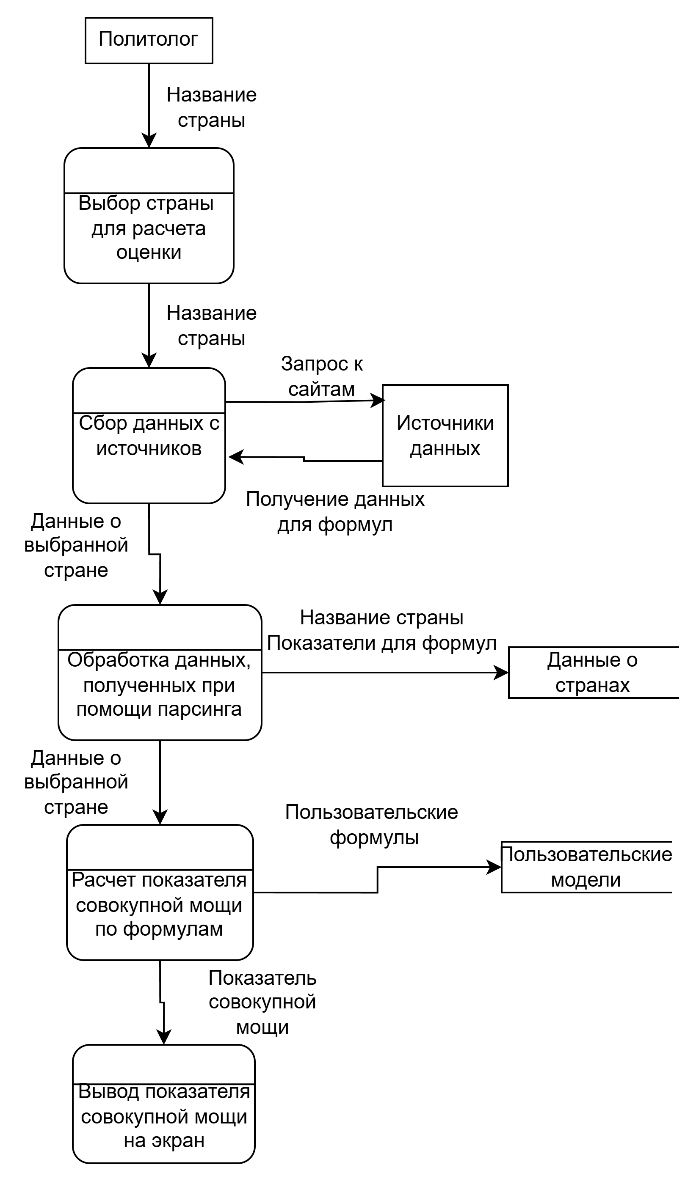 Политолог
Название
страны
Выбор страны
для расчета
оценки
Название
страны
Запрос к
сайтам
Сбор данных с
источников
Источники
данных
Получение данных
для формул
Данные о
выбранной
стране
Название страны
Показатели для формул
Обработка данных,
полученных при
помощи парсинга
Данные о
странах
Данные о
выбранной
стране
Пользовательские
формулы
Пользовательские
модели
Расчет показателя
совокупной мощи
по формулам
Показатель
совокупной
мощи
Вывод показателя
совокупной мощи
на экран